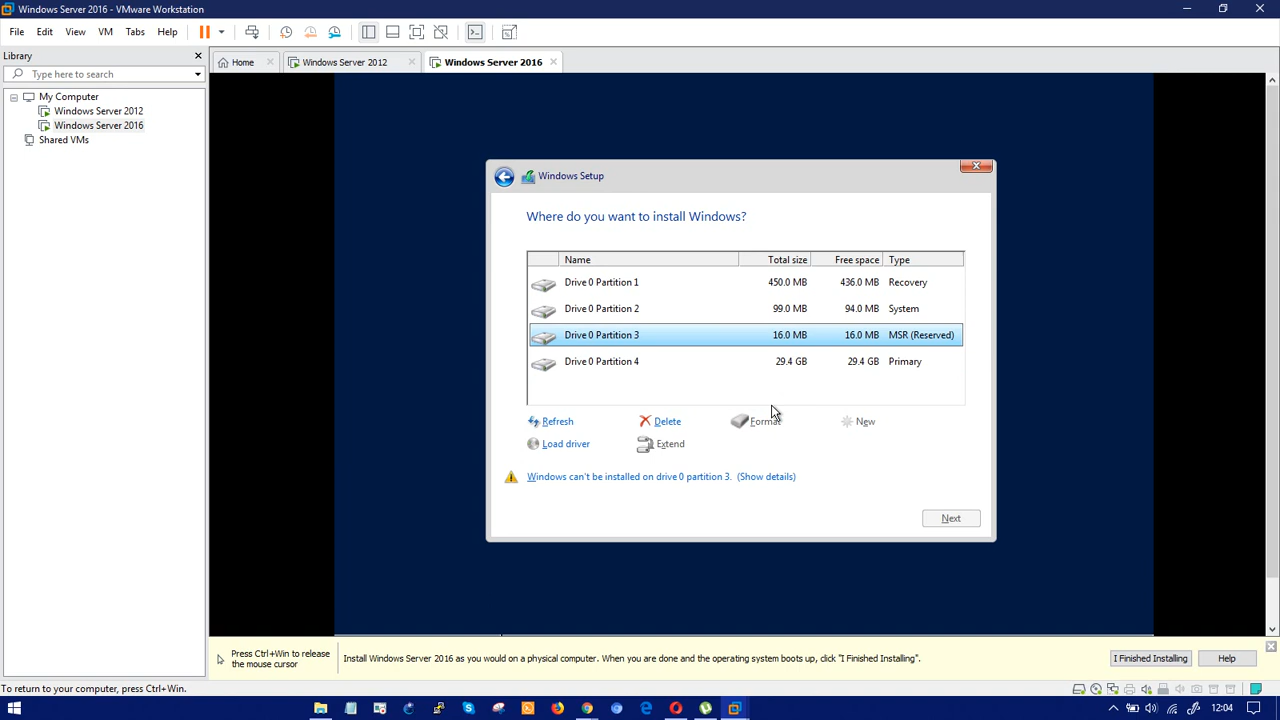 Windows Server 2016 - VMware Workstation
File Edit View VM Tabs Help
Library
Type here to search
Home Windows Server 2012 Windows Server 2016
My Computer
Windows Server 2012
Windows Server 2016
Shared VMs
Windows Setup
Where do you want to install Windows?
Name Total size Free space Type
Drive 0 Partition 1 450.0 MB 436.0 MB Recovery
Drive 0 Partition 2 99.0 MB 94.0 MB System
Drive 0 Partition 3 16.0 MB 16.0 MB MSR (Reserved)
Drive 0 Partition 4 29.4 GB 29.4 GB Primary
Refresh Delete Format New
Load driver Extend
Windows can't be installed on drive 0 partition 3. (Show details)
Next
Press Ctrl+Win to release
the mouse cursor
Install Windows Server 2016 as you would on a physical computer. When you are done and the operating system boots up, click "I Finished Installing".
I Finished Installing Help
To return to your computer, press Ctrl+Win.
12:04